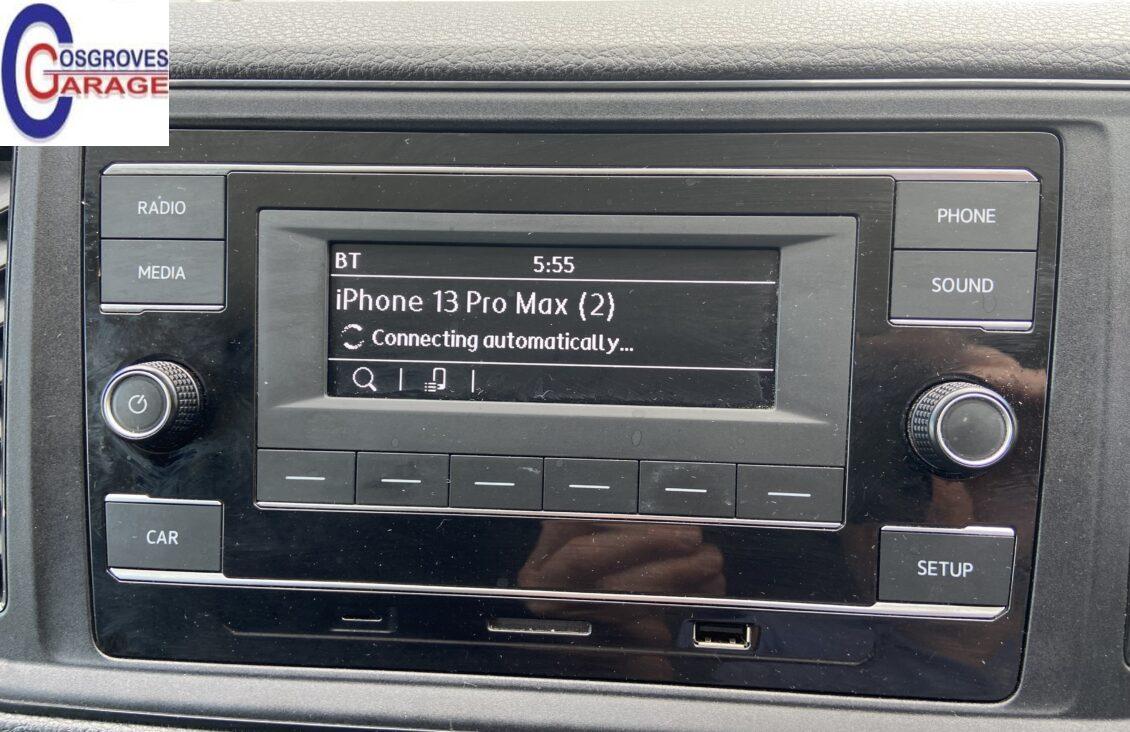 COSGROVES
GARAGE
RADIO
PHONE
MEDIA
SOUND
BT 5:55
iPhone 13 Pro Max (2)
Connecting automatically...
CAR
SETUP